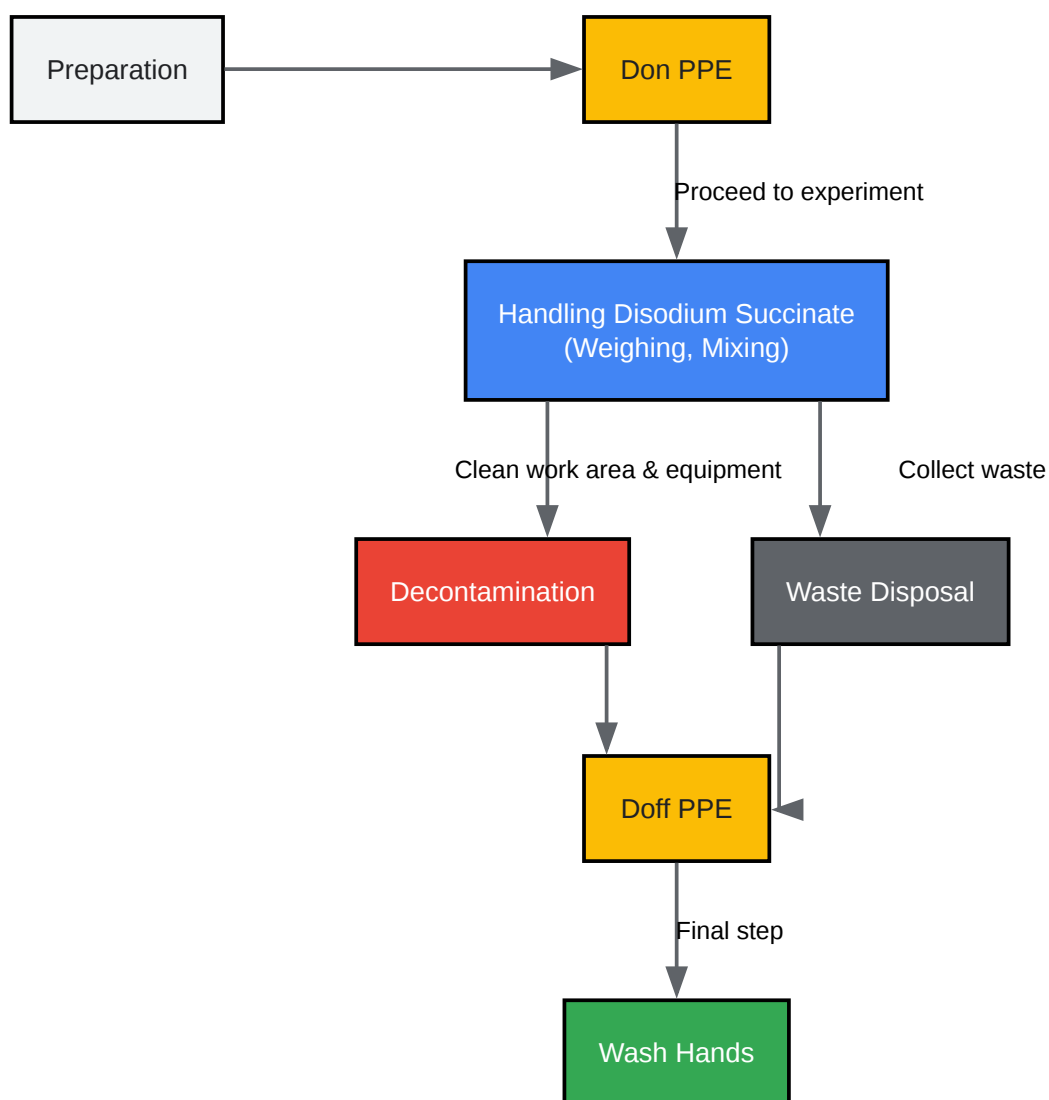 Preparation
Don PPE
Proceed to experiment
Handling Disodium Succinate
(Weighing, Mixing)
Clean work area & equipment
Collect waste
Decontamination
Waste Disposal
Doff PPE
Final step
Wash Hands